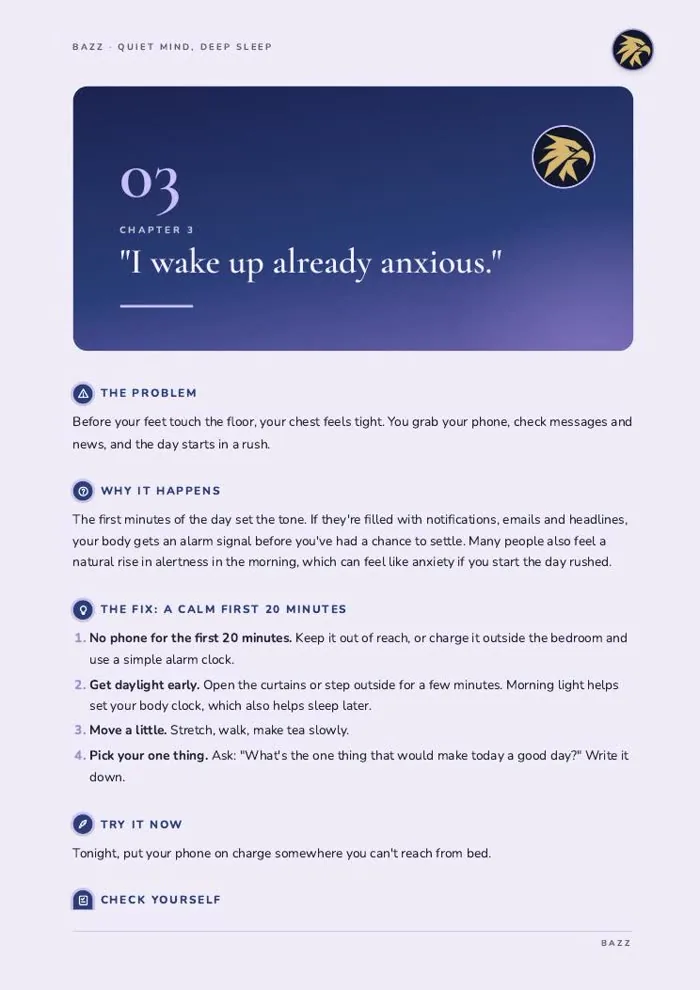 BAZZ · QUIET MIND, DEEP SLEEP
03
CHAPTER 3
"I wake up already anxious."
THE PROBLEM
Before your feet touch the floor, your chest feels tight. You grab your phone, check messages and
news, and the day starts in a rush.
WHY IT HAPPENS
The first minutes of the day set the tone. If they're filled with notifications, emails and headlines,
your body gets an alarm signal before you've had a chance to settle. Many people also feel a
natural rise in alertness in the morning, which can feel like anxiety if you start the day rushed.
THE FIX: A CALM FIRST 20 MINUTES
1. No phone for the first 20 minutes. Keep it out of reach, or charge it outside the bedroom and
use a simple alarm clock.
2. Get daylight early. Open the curtains or step outside for a few minutes. Morning light helps
set your body clock, which also helps sleep later.
3. Move a little. Stretch, walk, make tea slowly.
4. Pick your one thing. Ask: "What's the one thing that would make today a good day?" Write it
down.
TRY IT NOW
Tonight, put your phone on charge somewhere you can't reach from bed.
CHECK YOURSELF
BAZZ